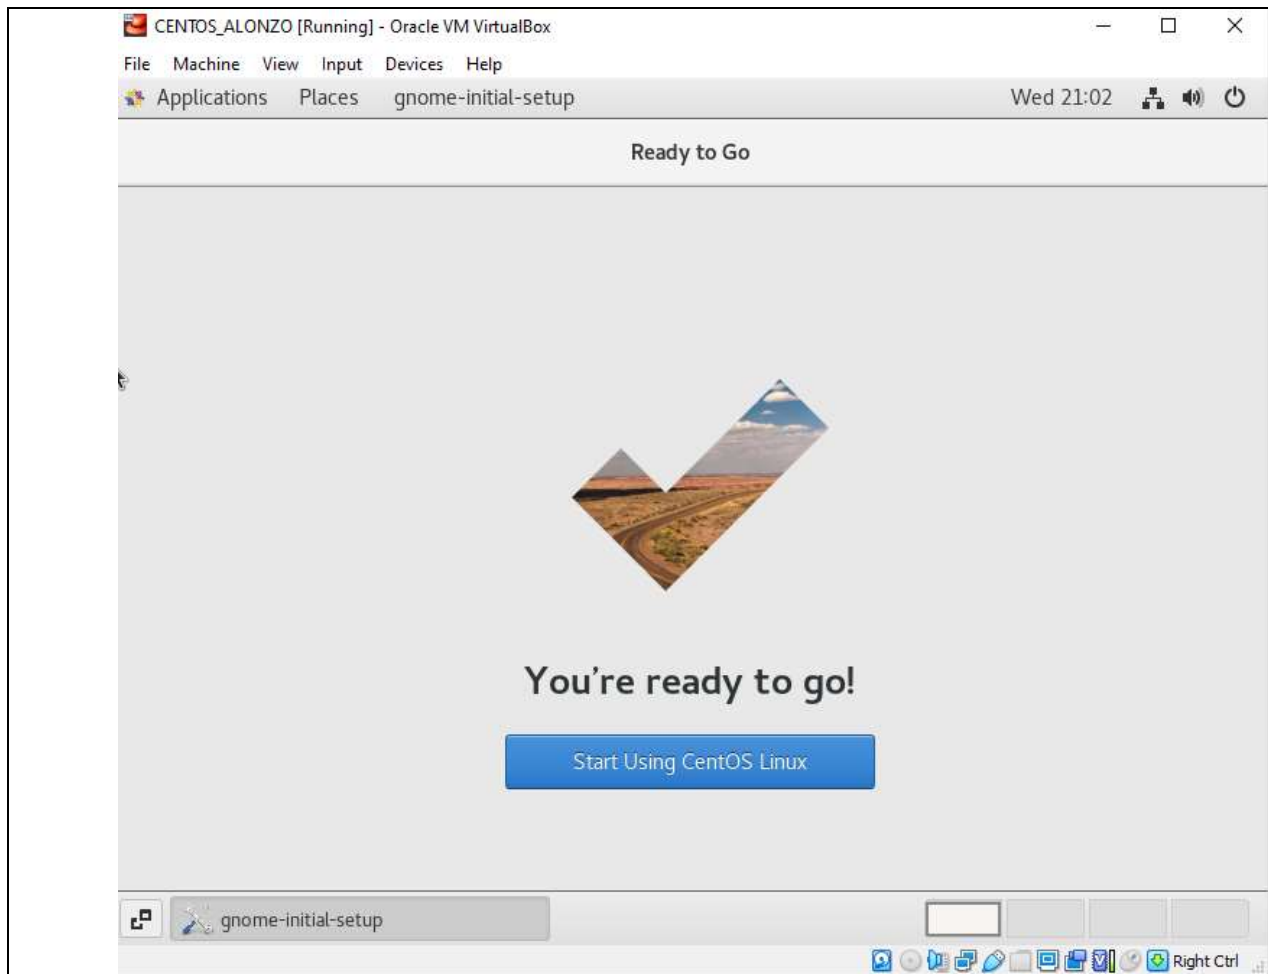 CENTOS_ALONZO [Running] - Oracle VM VirtualBox
File Machine View Input Devices Help
Applications Places gnome-initial-setup Wed 21:02
Ready to Go
You're ready to go!
Start Using CentOS Linux
gnome-initial-setup
Right Ctrl